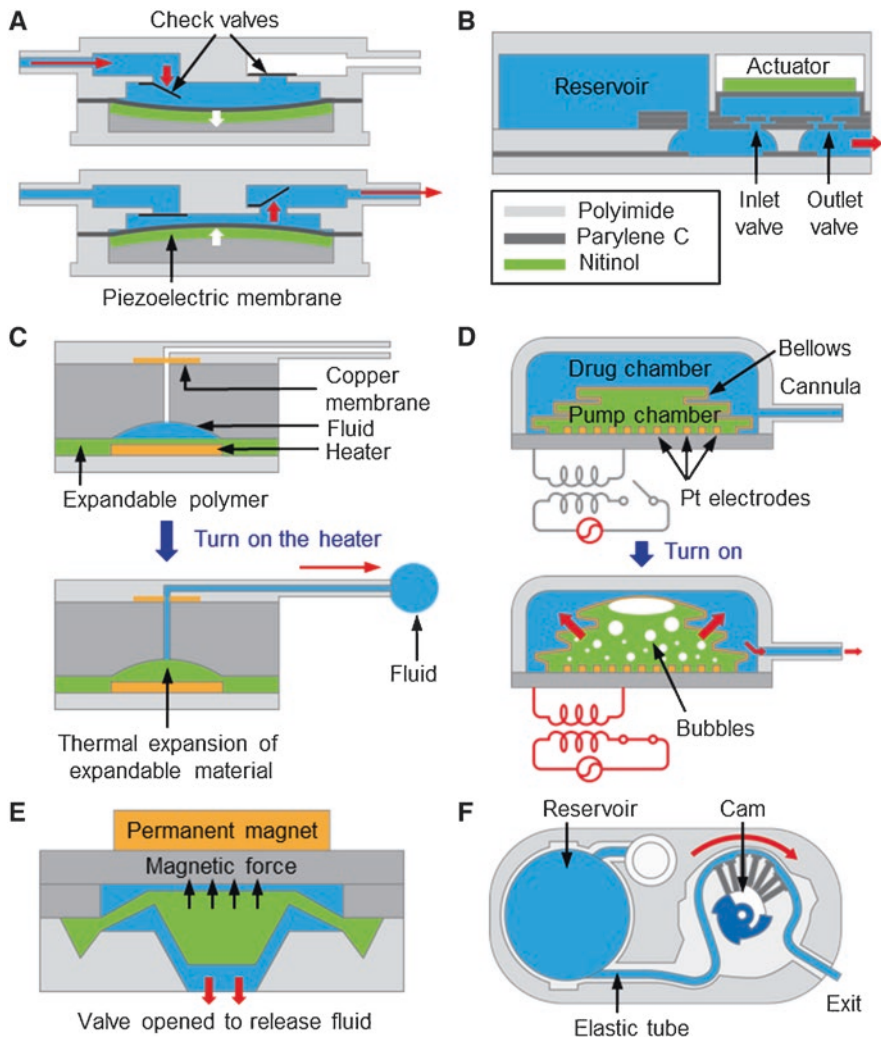 A
Check valves
Piezoelectric membrane
B
Reservoir
Actuator
Inlet
valve
Outlet
valve
Polyimide
Parylene C
Nitinol
C
Copper
membrane
Fluid
Heater
Expandable polymer
Turn on the heater
Fluid
Thermal expansion of
expandable material
D
Drug chamber
Bellows
Cannula
Pump chamber
Pt electrodes
Turn on
Bubbles
E
Permanent magnet
Magnetic force
Valve opened to release fluid
F
Reservoir
Cam
Elastic tube
Exit